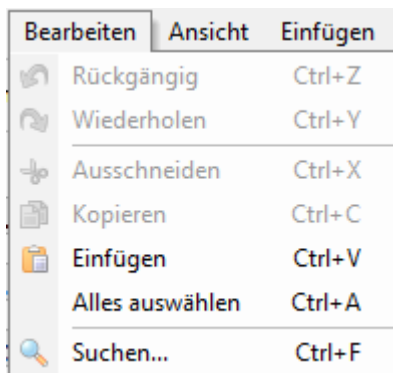 Bearbeiten Ansicht Einfügen
Rückgängig Ctrl+Z
Wiederholen Ctrl+Y
Ausschneiden Ctrl+X
Kopieren Ctrl+C
Einfügen Ctrl+V
Alles auswählen Ctrl+A
Suchen... Ctrl+F